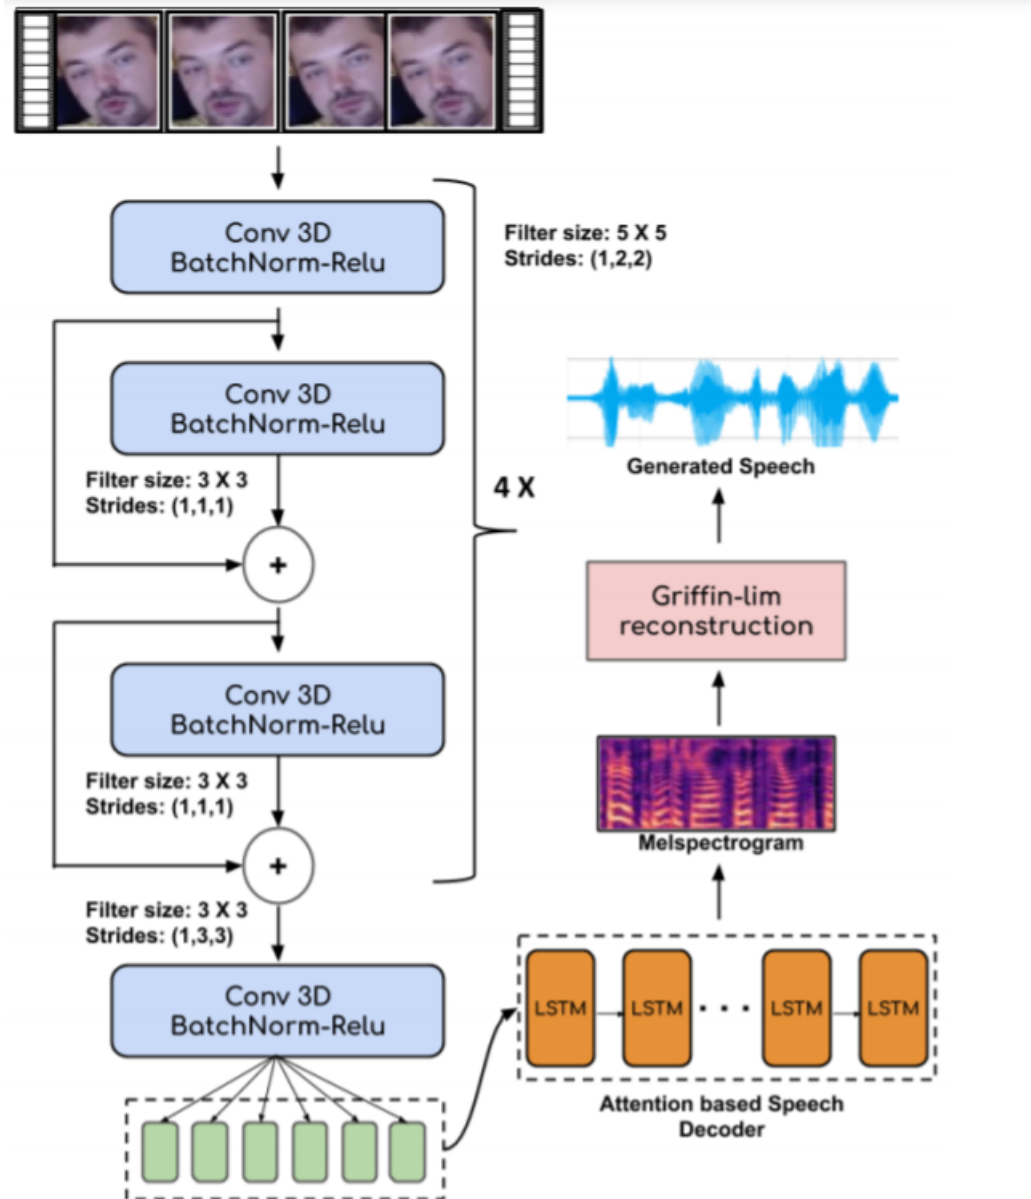 Conv 3D
BatchNorm-Relu
Filter size: 5 X 5
Strides: (1,2,2)
Conv 3D
BatchNorm-Relu
Filter size: 3 X 3
Strides: (1,1,1)
+
4 X
Conv 3D
BatchNorm-Relu
Filter size: 3 X 3
Strides: (1,1,1)
+
Filter size: 3 X 3
Strides: (1,3,3)
Conv 3D
BatchNorm-Relu
Generated Speech
Griffin-lim
reconstruction
Melspectrogram
LSTM
LSTM
. . .
LSTM
LSTM
Attention based Speech
Decoder